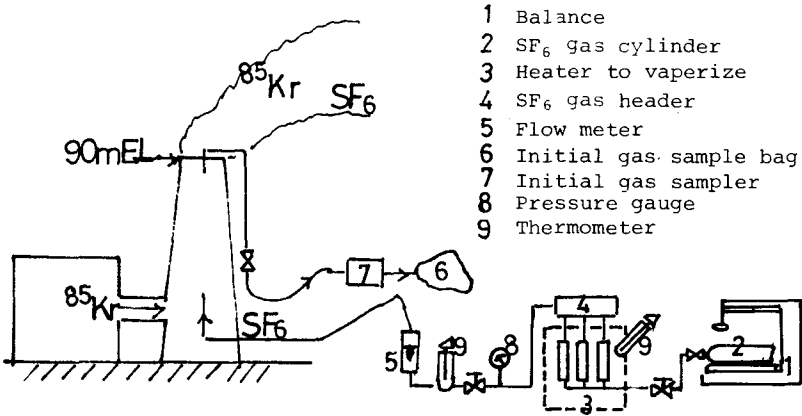 1 Balance
2 SF6 gas cylinder
3 Heater to vaperize
4 SF6 gas header
5 Flow meter
6 Initial gas sample bag
7 Initial gas sampler
8 Pressure gauge
9 Thermometer
85Kr
SF6
90mEL
7
6
85Kr
SF6
5
9
8
4
9
3
2
1